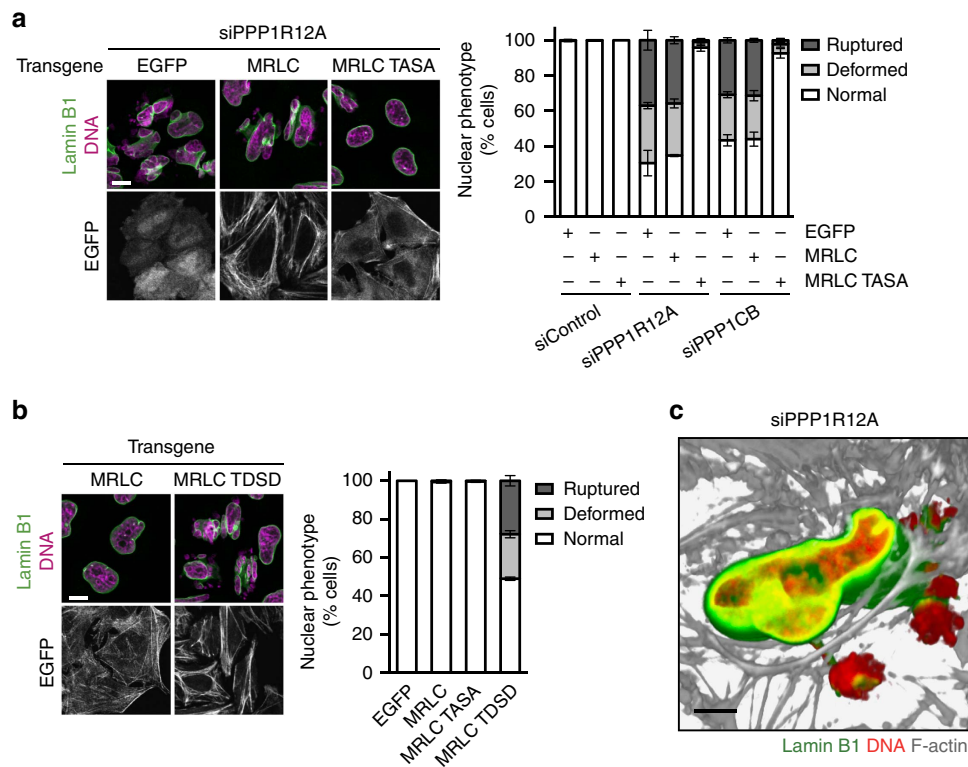 a
siPPP1R12A
Transgene EGFP MRLC MRLC TASA
Lamin B1
DNA
EGFP
Nuclear phenotype
(% cells)
100
80
60
40
20
0
Ruptured
Deformed
Normal
+ – – + – – + – – EGFP
– + – – + – – + – MRLC
– – + – – + – – + MRLC TASA
siControl siPPP1R12A siPPP1CB
b
Transgene
MRLC MRLC TDSD
Lamin B1
DNA
EGFP
Nuclear phenotype
(% cells)
100
80
60
40
20
0
Ruptured
Deformed
Normal
EGFP MRLC MRLC TASA MRLC TDSD
c
siPPP1R12A
Lamin B1 DNA F-actin